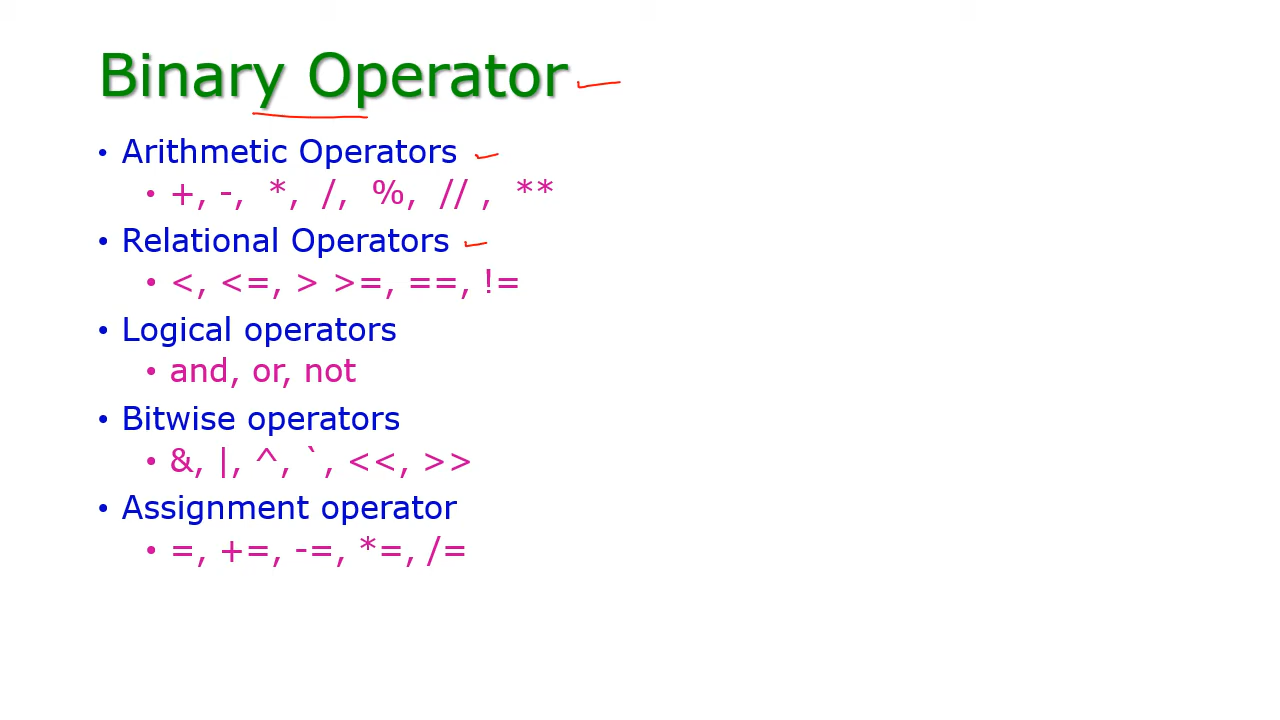 Binary Operator
• Arithmetic Operators
• +, -, *, /, %, // , **
• Relational Operators
• <, <=, > >=, ==, !=
• Logical operators
• and, or, not
• Bitwise operators
• &, |, ^, `, <<, >>
• Assignment operator
• =, +=, -=, *=, /=